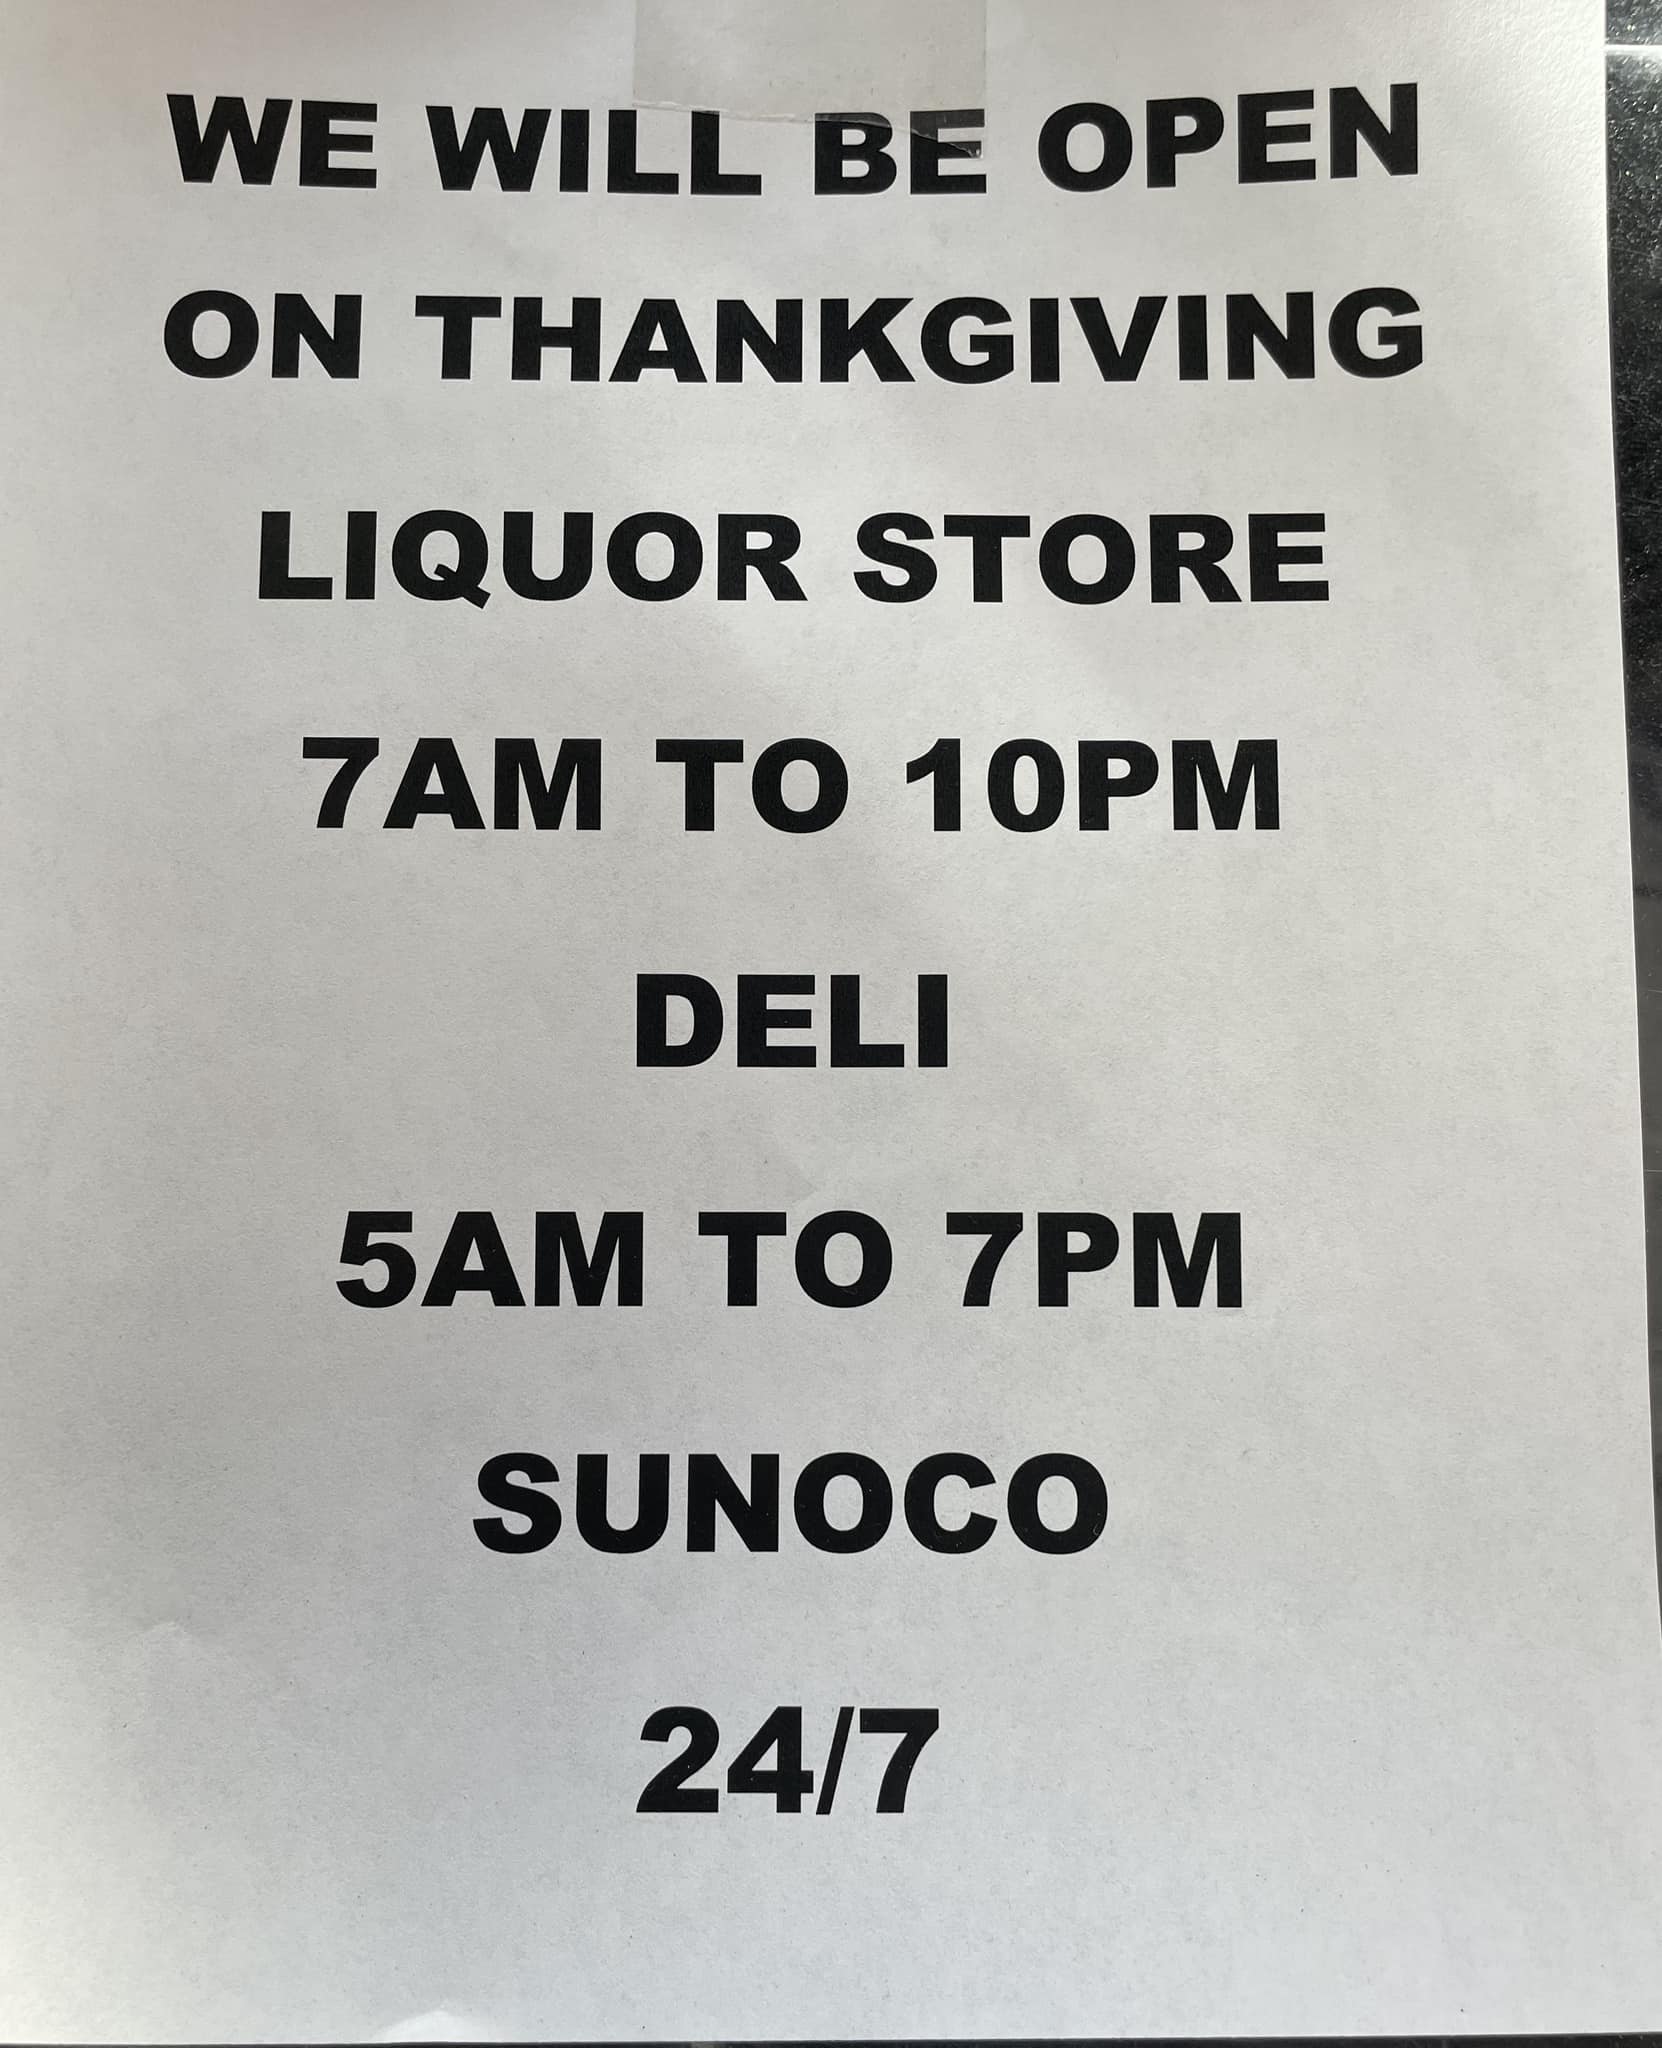 WE WILL BE OPEN
ON THANKGIVING
LIQUOR STORE
7AM TO 10PM
DELI
5AM TO 7PM
SUNOCO
24/7